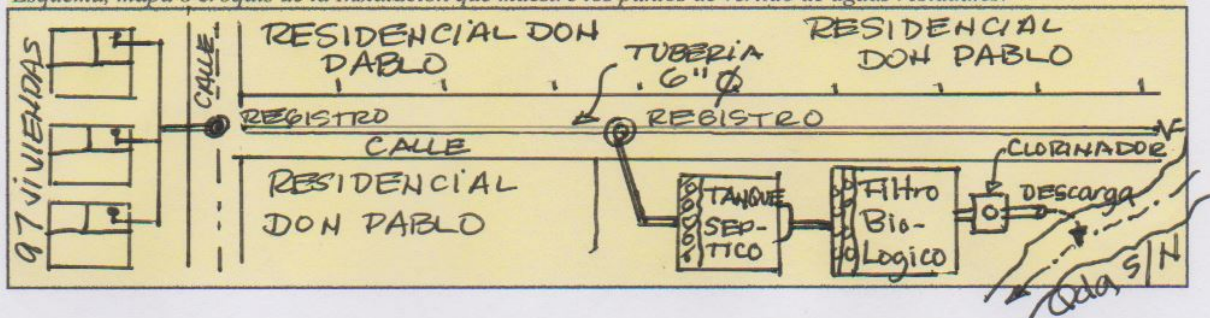 Esquema, mapa o croquis de la instalación que muestre los puntos de vertido de aguas residuales.
97 VIVIENDAS
CALLE
RESIDENCIAL DON
PABLO
TUBERIA
6" Ø
RESIDENCIAL
DON PABLO
REGISTRO
REGISTRO
CALLE
RESIDENCIAL
DON PABLO
TANQUE
SEP-
TICO
Filtro
Bio-
Logico
CLORINADOR
Descarga
Qda, S/N